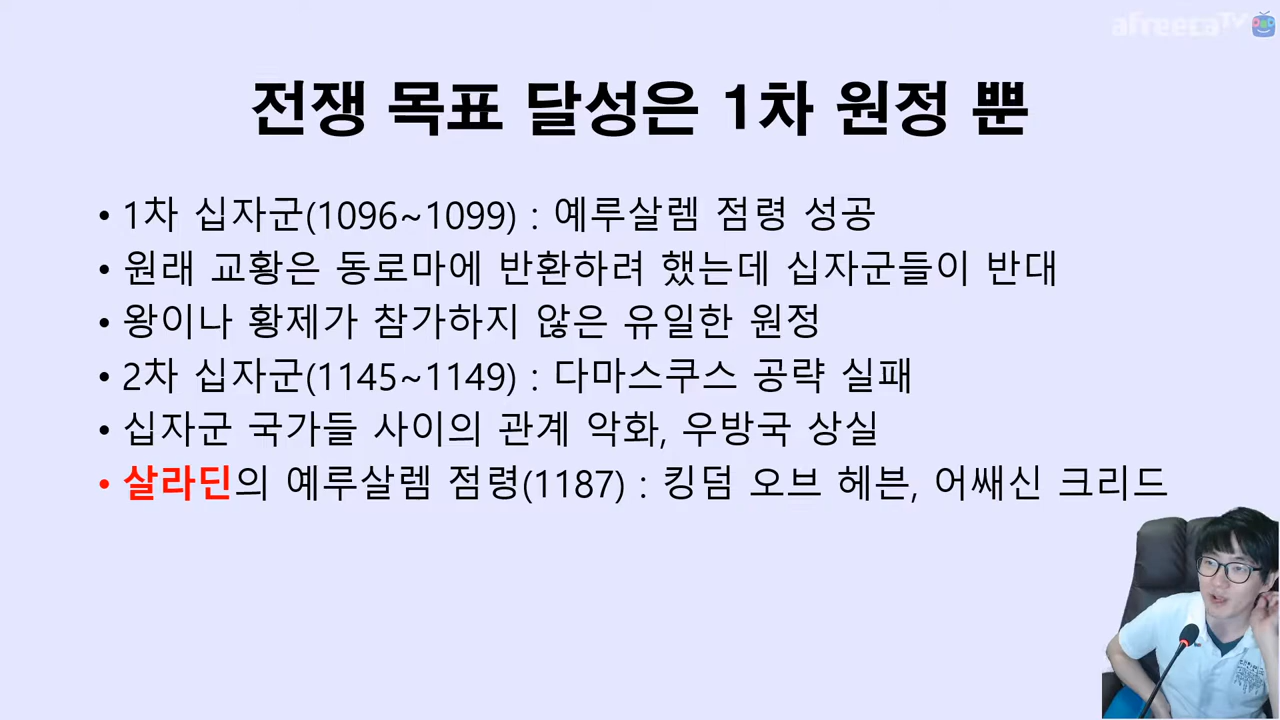 afreecaTV
전쟁 목표 달성은 1차 원정 뿐
• 1차 십자군(1096~1099) : 예루살렘 점령 성공
• 원래 교황은 동로마에 반환하려 했는데 십자군들이 반대
• 왕이나 황제가 참가하지 않은 유일한 원정
• 2차 십자군(1145~1149) : 다마스쿠스 공략 실패
• 십자군 국가들 사이의 관계 악화, 우방국 상실
• 살라딘의 예루살렘 점령(1187) : 킹덤 오브 헤븐, 어쌔신 크리드